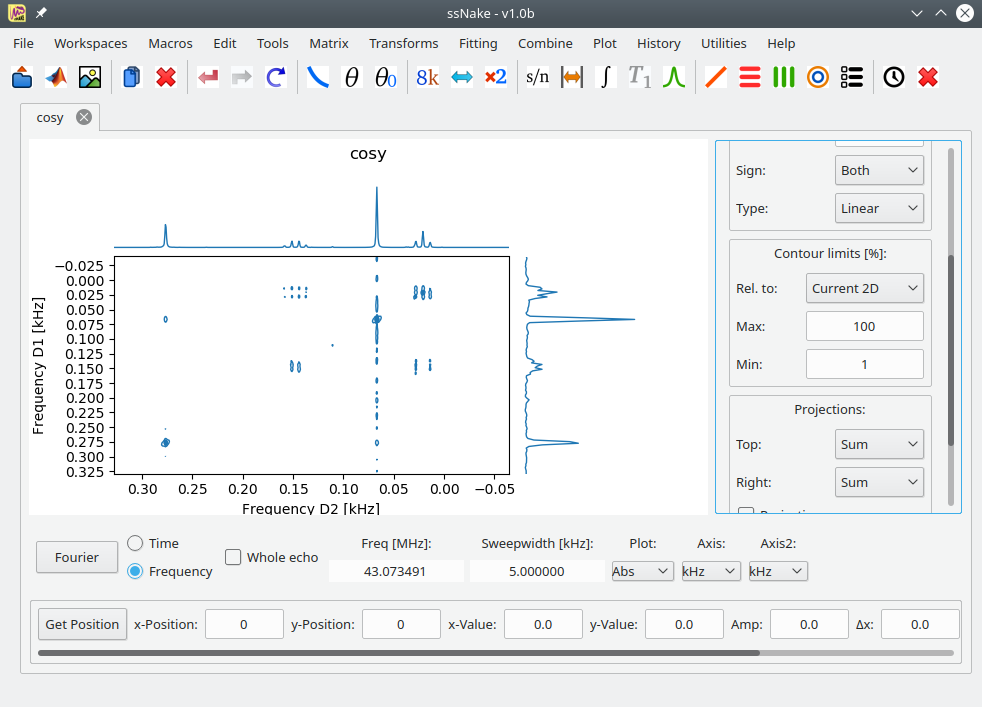 ssNake - v1.0b
File Workspaces Macros Edit Tools Matrix Transforms Fitting Combine Plot History Utilities Help
θ θ0 8k ×2 s/n ∫ T1
cosy
cosy
Sign: Both
Type: Linear
Contour limits [%]:
Rel. to: Current 2D
Max: 100
Min: 1
Projections:
Top: Sum
Right: Sum
−0.025
0.000
0.025
0.050
0.075
0.100
0.125
0.150
0.175
0.200
0.225
0.250
0.275
0.300
0.325
Frequency D1 [kHz]
0.30 0.25 0.20 0.15 0.10 0.05 0.00 −0.05
Frequency D2 [kHz]
Fourier
Time
Frequency
Whole echo
Freq [MHz]: Sweepwidth [kHz]: Plot: Axis: Axis2:
43.073491 5.000000 Abs kHz kHz
Get Position x-Position: 0 y-Position: 0 x-Value: 0.0 y-Value: 0.0 Amp: 0.0 Δx: 0.0